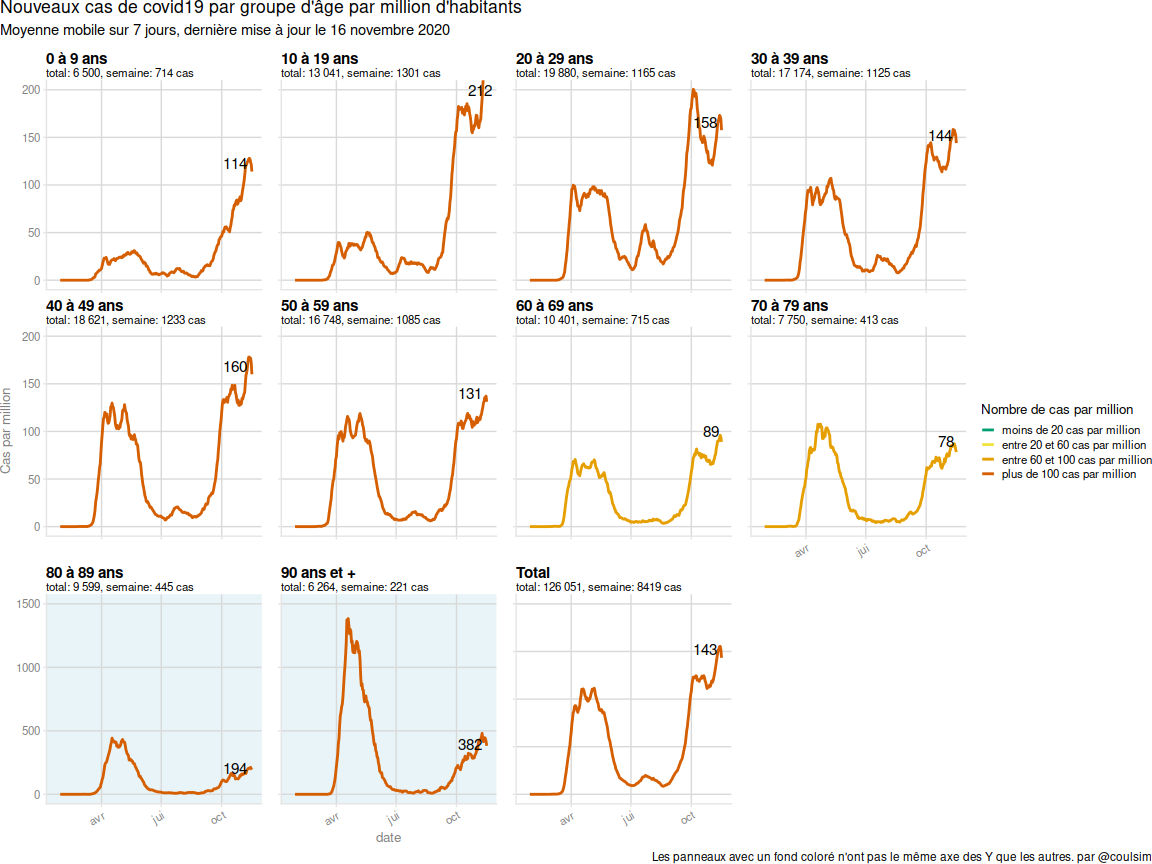 Nouveaux cas de covid19 par groupe d'âge par million d'habitants
Moyenne mobile sur 7 jours, dernière mise à jour le 16 novembre 2020
0 à 9 ans
total: 6 500, semaine: 714 cas
10 à 19 ans
total: 13 041, semaine: 1301 cas
20 à 29 ans
total: 19 880, semaine: 1165 cas
30 à 39 ans
total: 17 174, semaine: 1125 cas
200
150
100
50
0
114
212
158
144
40 à 49 ans
total: 18 621, semaine: 1233 cas
50 à 59 ans
total: 16 748, semaine: 1085 cas
60 à 69 ans
total: 10 401, semaine: 715 cas
70 à 79 ans
total: 7 750, semaine: 413 cas
200
150
100
50
0
160
131
89
78
avr
jui
oct
Cas par million
80 à 89 ans
total: 9 599, semaine: 445 cas
90 ans et +
total: 6 264, semaine: 221 cas
Total
total: 126 051, semaine: 8419 cas
1500
1000
500
0
194
382
143
avr
jui
oct
avr
jui
oct
avr
jui
oct
date
Nombre de cas par million
moins de 20 cas par million
entre 20 et 60 cas par million
entre 60 et 100 cas par million
plus de 100 cas par million
Les panneaux avec un fond coloré n'ont pas le même axe des Y que les autres. par @coulsim